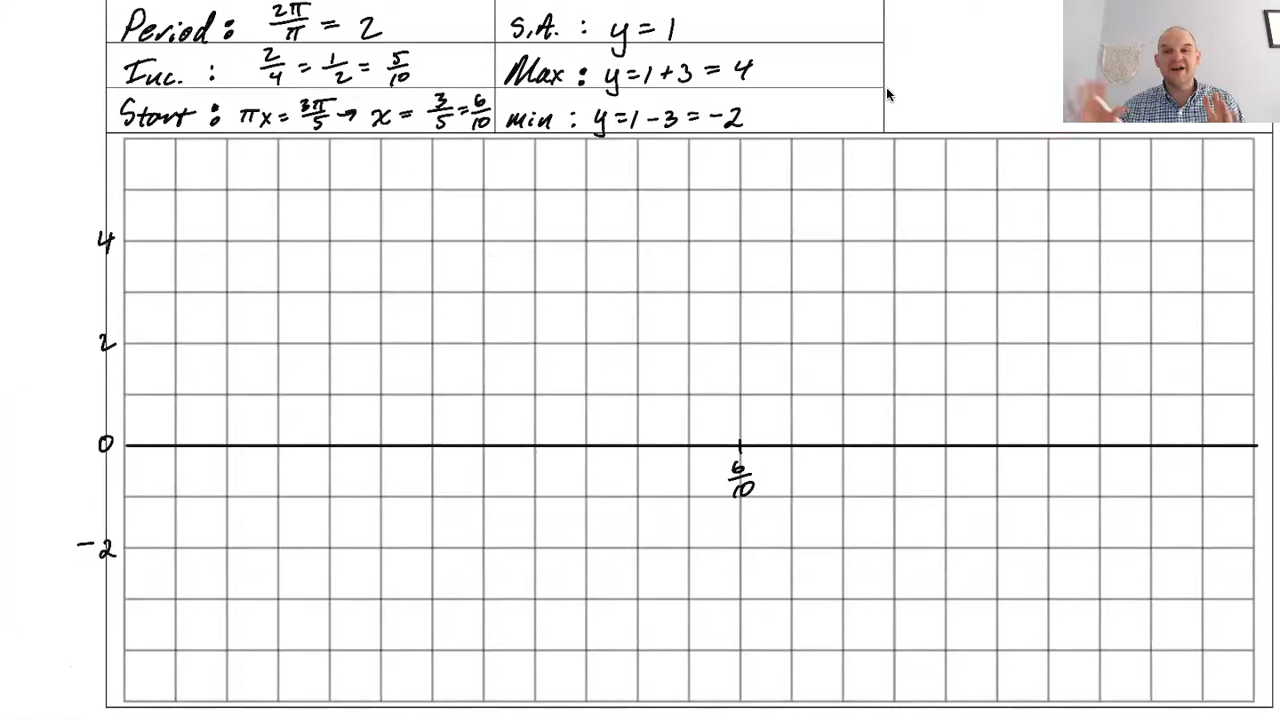 Period: 2π/π = 2
S.A. : y = 1
Inc. : 2/4 = 1/2 = 5/10
Max : y = 1 + 3 = 4
Start : πx = 3π/5 → x = 3/5 = 6/10
min : y = 1 - 3 = -2
4
2
0
6/10
-2